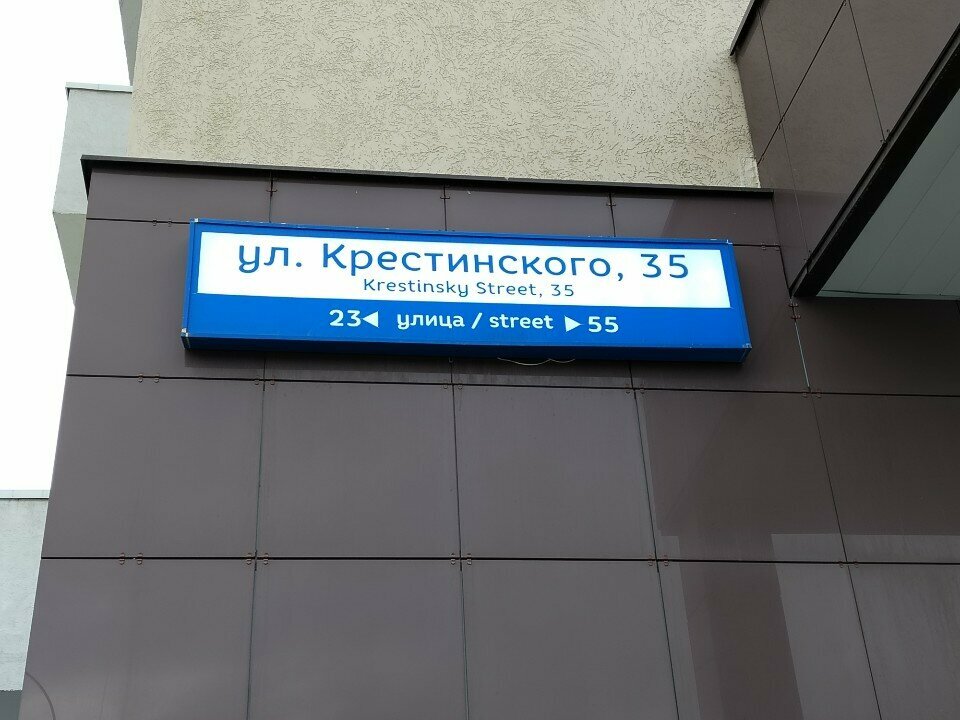 ул. Крестинского, 35
Krestinsky Street, 35
23◀ улица / street ▶55